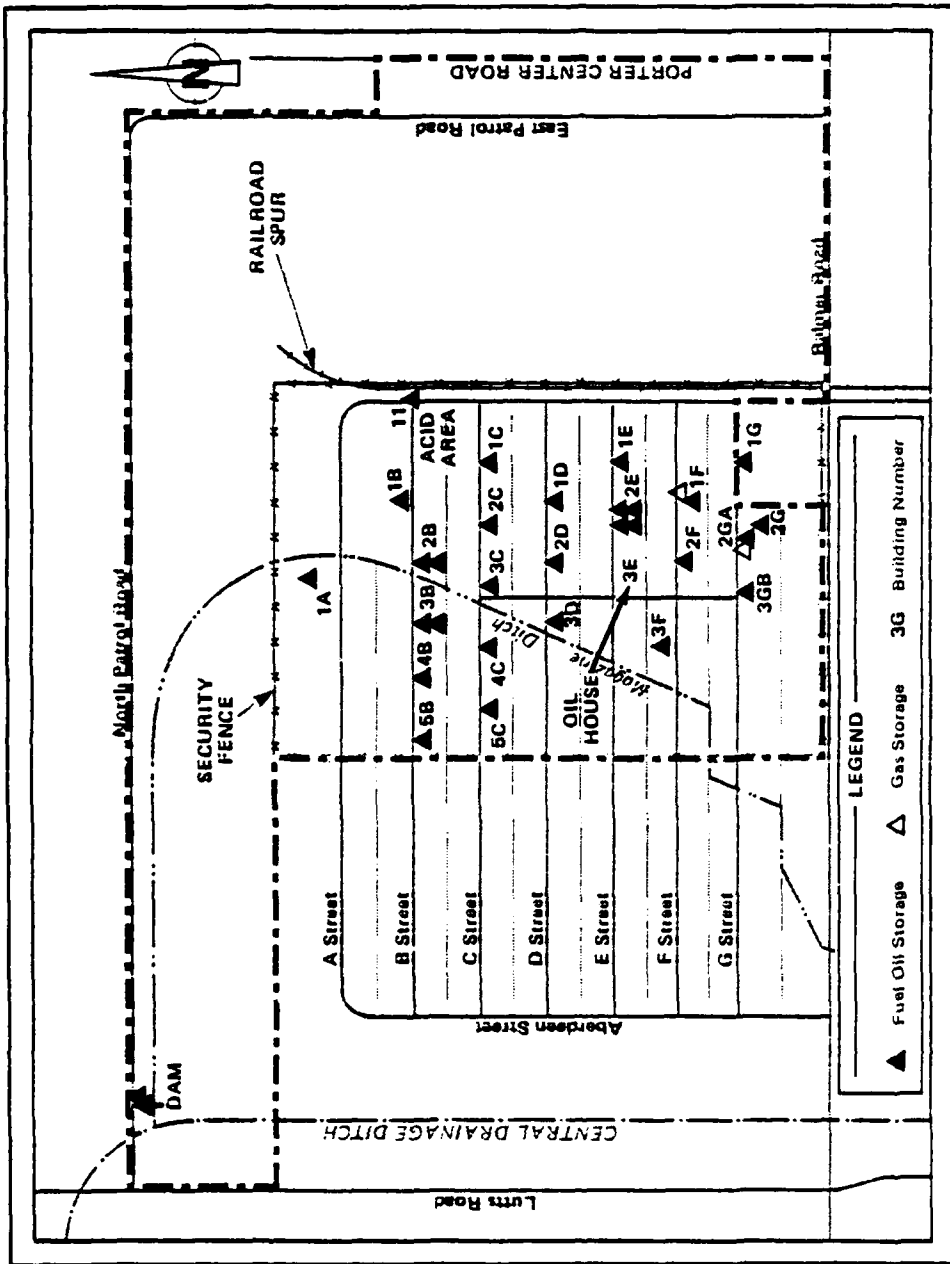 N
PORTER CENTER ROAD
East Patrol Road
RAILROAD
SPUR
North Patrol Road
SECURITY
FENCE
DAM
CENTRAL DRAINAGE DITCH
Lutts Road
Balmer Road
11
ACID
AREA
1A
1B
2B
3B
4B
5B
1C
2C
3C
4C
5C
1D
2D
3D
Ditch
Magazine
OIL
HOUSE
1E
2E
3E
1F
2F
3F
1G
2GA
2G
3GB
A Street
B Street
C Street
D Street
E Street
F Street
G Street
Aberdeen Street
LEGEND
Fuel Oil Storage
Gas Storage
3G Building Number